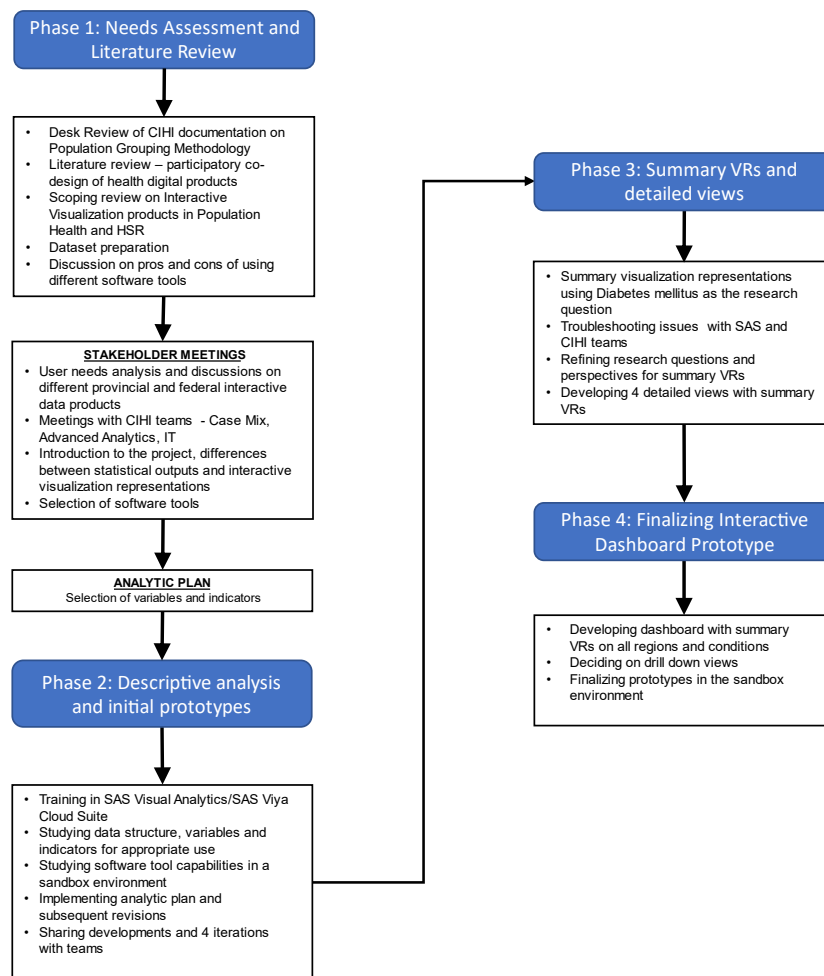 Phase 1: Needs Assessment and
Literature Review
• Desk Review of CIHI documentation on
Population Grouping Methodology
• Literature review – participatory co-
design of health digital products
• Scoping review on Interactive
Visualization products in Population
Health and HSR
• Dataset preparation
• Discussion on pros and cons of using
different software tools
STAKEHOLDER MEETINGS
• User needs analysis and discussions on
different provincial and federal interactive
data products
• Meetings with CIHI teams - Case Mix,
Advanced Analytics, IT
• Introduction to the project, differences
between statistical outputs and interactive
visualization representations
• Selection of software tools
ANALYTIC PLAN
Selection of variables and indicators
Phase 2: Descriptive analysis
and initial prototypes
• Training in SAS Visual Analytics/SAS Viya
Cloud Suite
• Studying data structure, variables and
indicators for appropriate use
• Studying software tool capabilities in a
sandbox environment
• Implementing analytic plan and
subsequent revisions
• Sharing developments and 4 iterations
with teams
Phase 3: Summary VRs and
detailed views
• Summary visualization representations
using Diabetes mellitus as the research
question
• Troubleshooting issues with SAS and
CIHI teams
• Refining research questions and
perspectives for summary VRs
• Developing 4 detailed views with summary
VRs
Phase 4: Finalizing Interactive
Dashboard Prototype
• Developing dashboard with summary
VRs on all regions and conditions
• Deciding on drill down views
• Finalizing prototypes in the sandbox
environment